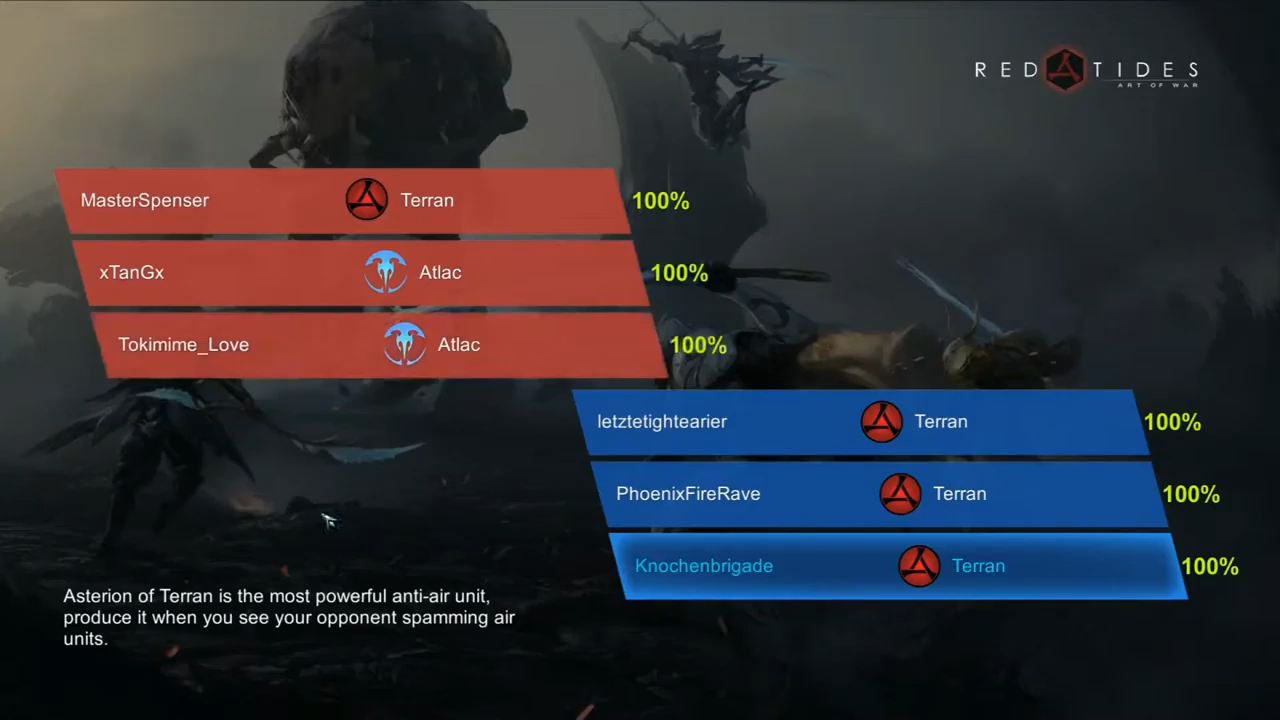 RED TIDES
ART OF WAR
MasterSpenser Terran 100%
xTanGx Atlac 100%
Tokimime_Love Atlac 100%
letztetightearier Terran 100%
PhoenixFireRave Terran 100%
Knochenbrigade Terran 100%
Asterion of Terran is the most powerful anti-air unit,
produce it when you see your opponent spamming air
units.